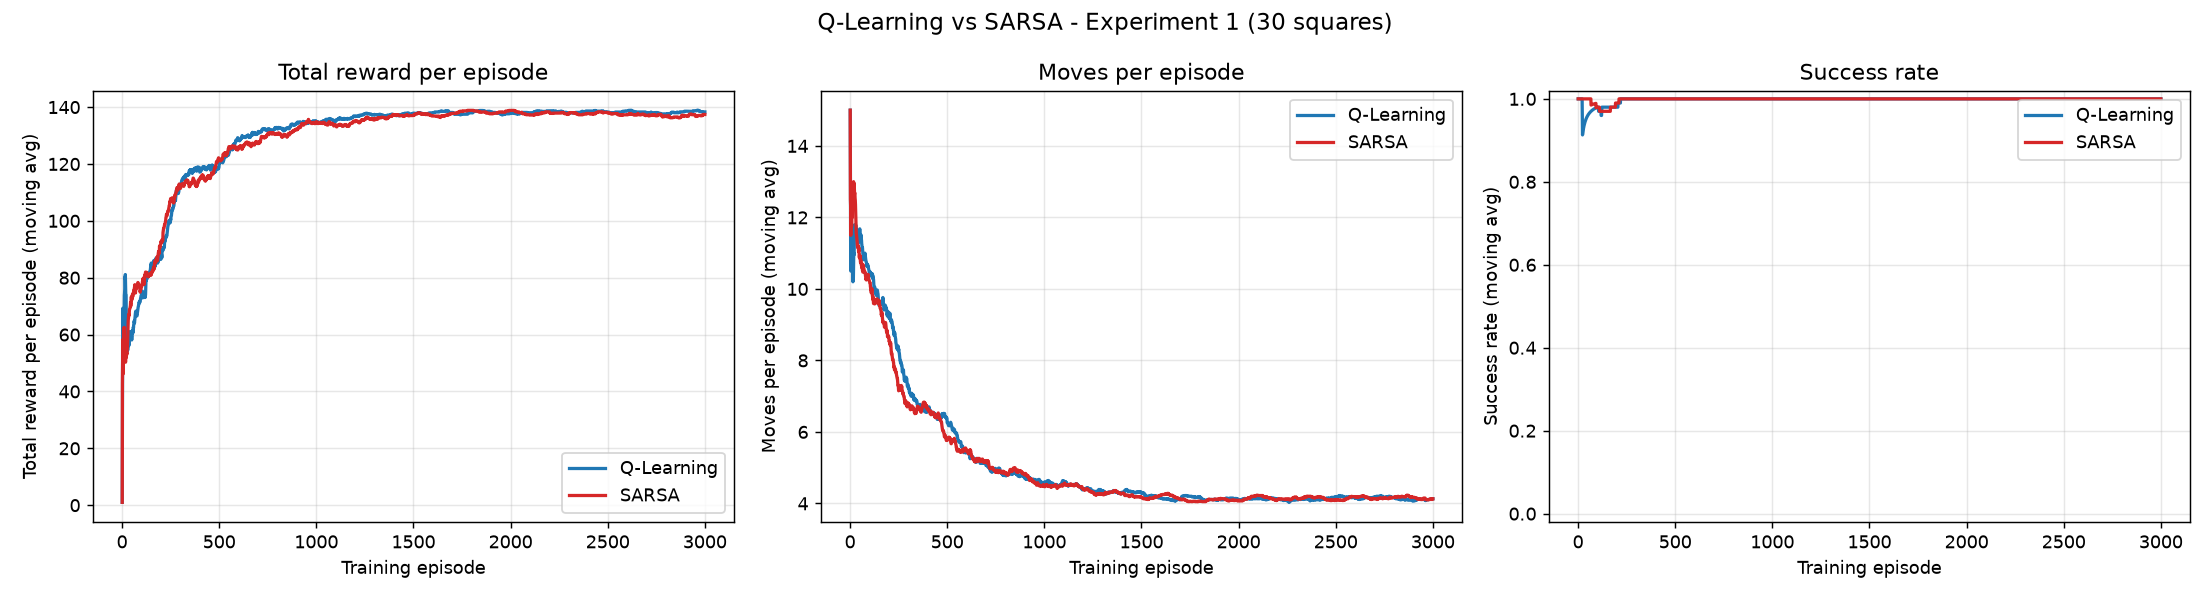 Q-Learning vs SARSA - Experiment 1 (30 squares)
Total reward per episode
Total reward per episode (moving avg)
140
120
100
80
60
40
20
0
Q-Learning
SARSA
0 500 1000 1500 2000 2500 3000
Training episode
Moves per episode
Moves per episode (moving avg)
14
12
10
8
6
4
Q-Learning
SARSA
0 500 1000 1500 2000 2500 3000
Training episode
Success rate
Success rate (moving avg)
1.0
0.8
0.6
0.4
0.2
0.0
Q-Learning
SARSA
0 500 1000 1500 2000 2500 3000
Training episode